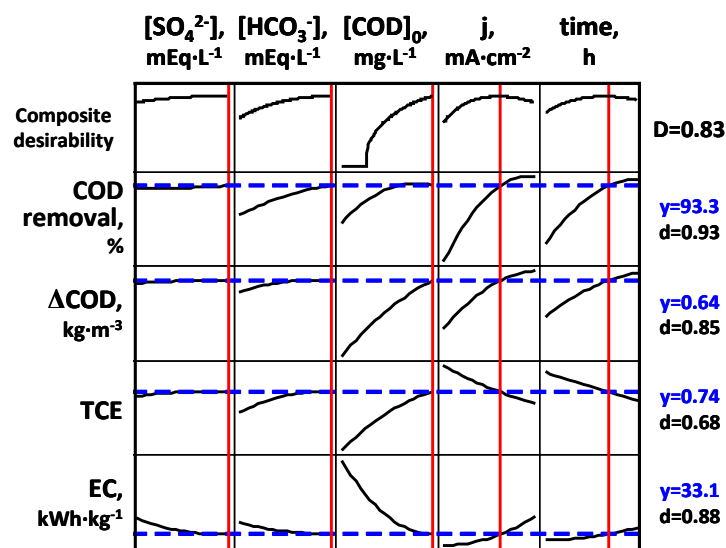 [SO₄²⁻], [HCO₃⁻], [COD]₀, j, time,
mEq·L⁻¹ mEq·L⁻¹ mg·L⁻¹ mA·cm⁻² h
Composite
desirability
D=0.83
COD
removal,
%
y=93.3
d=0.93
ΔCOD,
kg·m⁻³
y=0.64
d=0.85
TCE
y=0.74
d=0.68
EC,
kWh·kg⁻¹
y=33.1
d=0.88